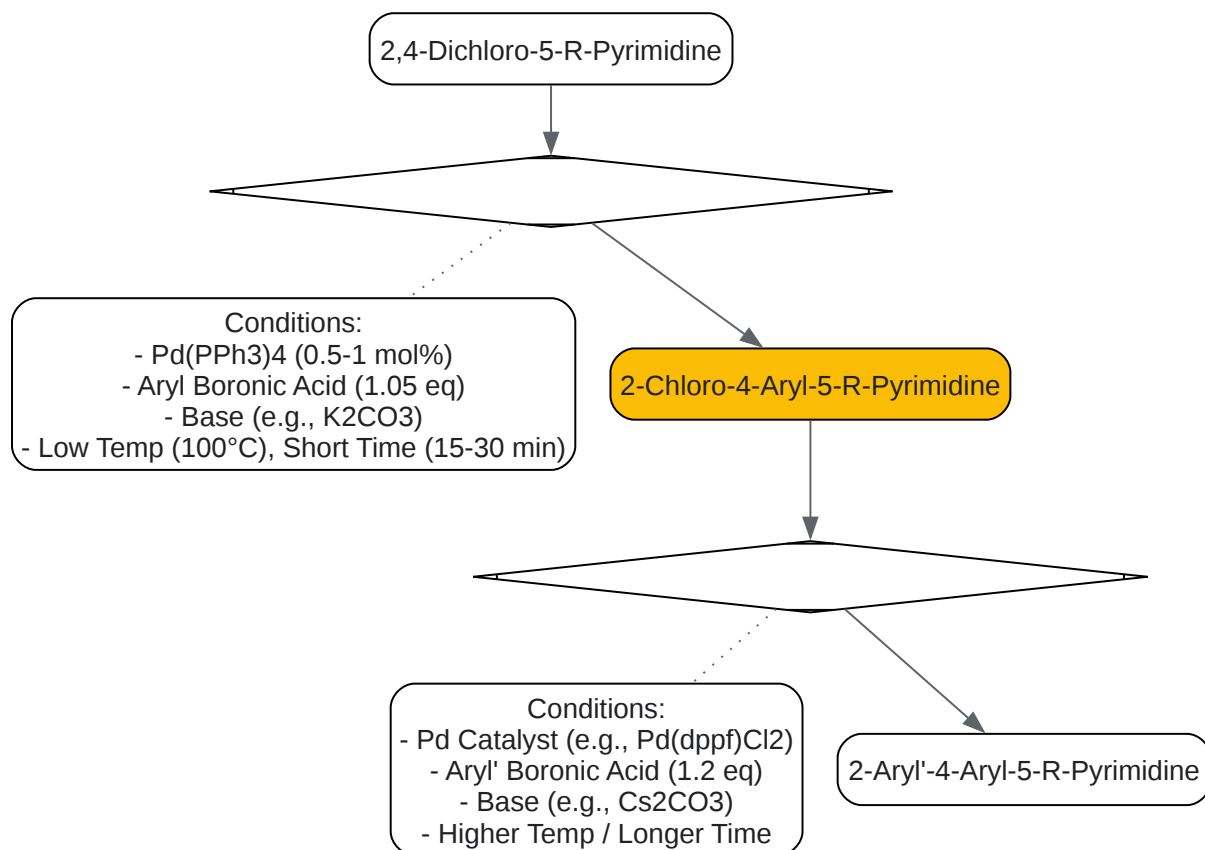 2,4-Dichloro-5-R-Pyrimidine
Conditions:
- Pd(PPh3)4 (0.5-1 mol%)
- Aryl Boronic Acid (1.05 eq)
- Base (e.g., K2CO3)
- Low Temp (100°C), Short Time (15-30 min)
2-Chloro-4-Aryl-5-R-Pyrimidine
Conditions:
- Pd Catalyst (e.g., Pd(dppf)Cl2)
- Aryl' Boronic Acid (1.2 eq)
- Base (e.g., Cs2CO3)
- Higher Temp / Longer Time
2-Aryl'-4-Aryl-5-R-Pyrimidine